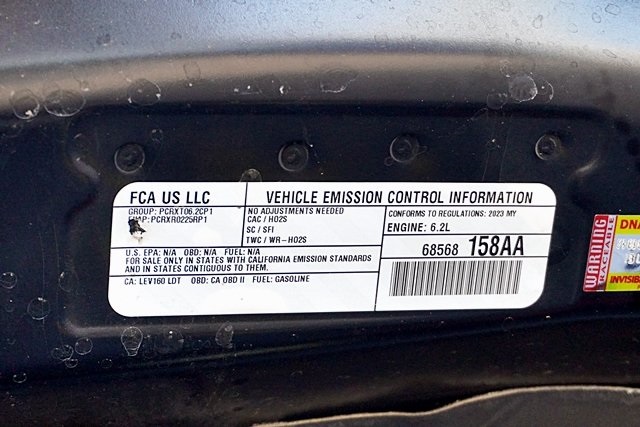 FCA US LLC
GROUP: PCRXT06.2CP1
EVAP: PCRXR0225RP1
VEHICLE EMISSION CONTROL INFORMATION
NO ADJUSTMENTS NEEDED
CAC / HO2S
SC / SFI
TWC / WR-HO2S
CONFORMS TO REGULATIONS: 2023 MY
ENGINE: 6.2L
68568 158AA
U.S. EPA: N/A OBD: N/A FUEL: N/A
FOR SALE ONLY IN STATES WITH CALIFORNIA EMISSION STANDARDS
AND IN STATES CONTIGUOUS TO THEM.
CA: LEV160 LDT OBD: CA OBD II FUEL: GASOLINE
WARNING
TRACEABLE
DNA
INVISIB